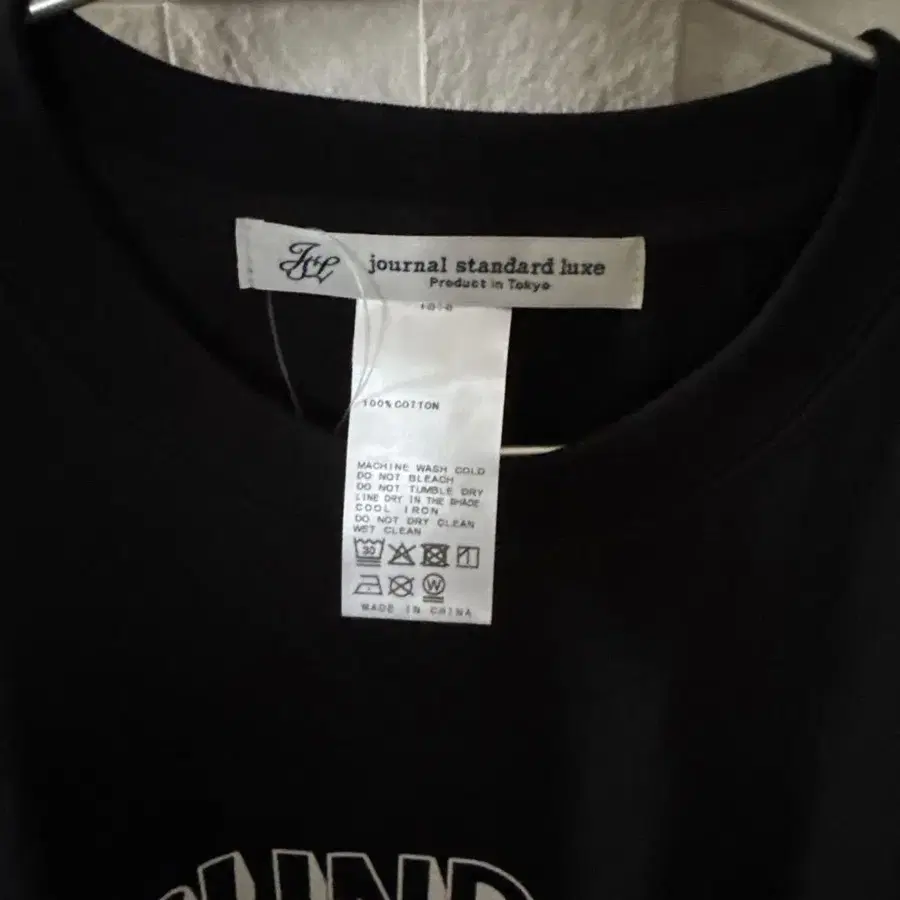 journal standard luxe
Product in Tokyo
100% COTTON
MACHINE WASH COLD
DO NOT BLEACH
DO NOT TUMBLE DRY
LINE DRY IN THE SHADE
COOL IRON
DO NOT DRY CLEAN
WET CLEAN
30
W
MADE IN CHINA